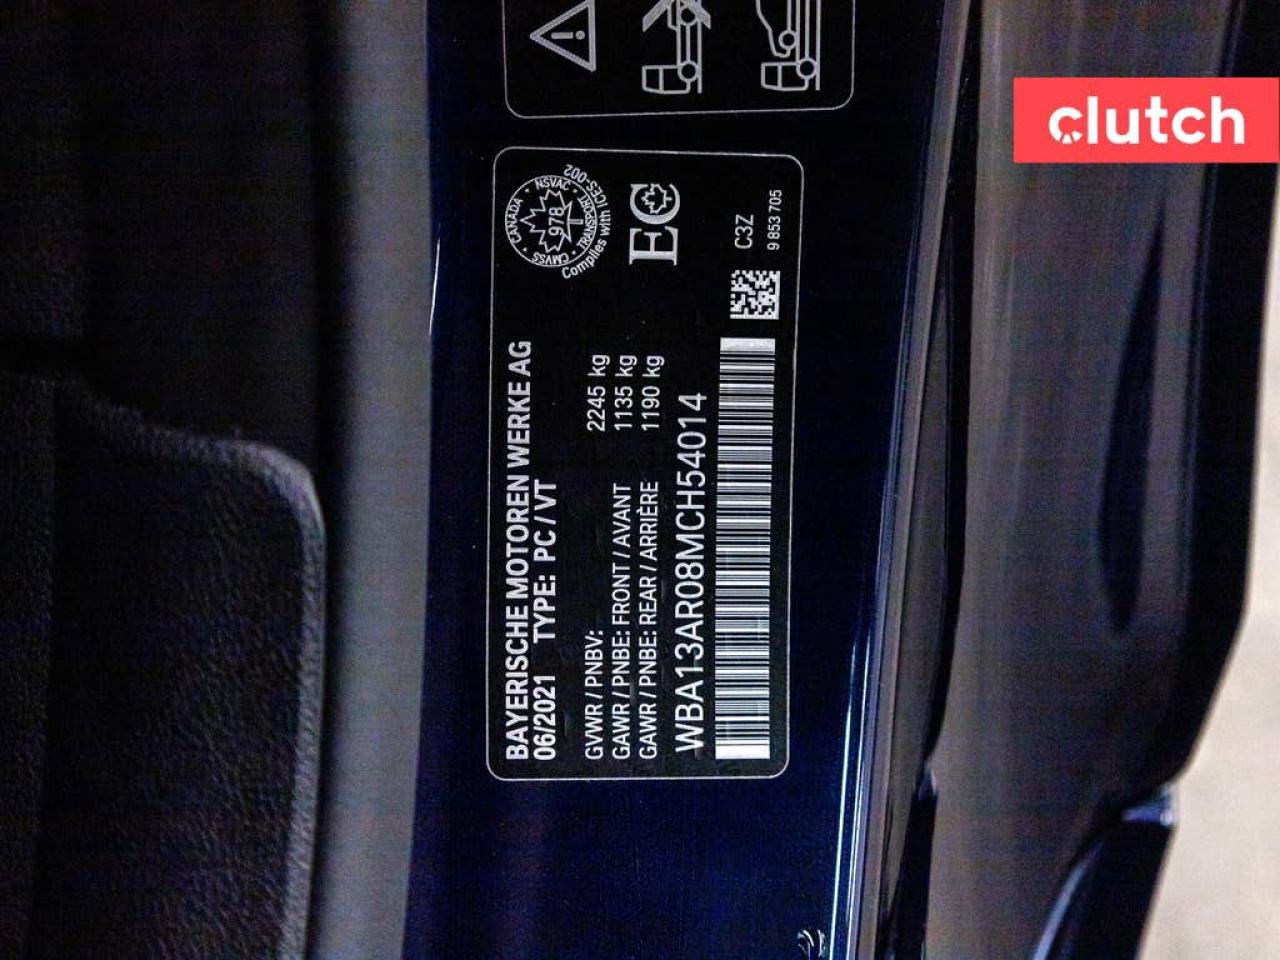 clutch
CANADA · NSVAC · TRANSPORT · CMVSS ·
978
Compiles with ICES-002
EC
BAYERISCHE MOTOREN WERKE AG
06/2021 TYPE: PC / VT
GVWR / PNBV: 2245 kg
GAWR / PNBE: FRONT / AVANT 1135 kg
GAWR / PNBE: REAR / ARRIÈRE 1190 kg
WBA13AR08MCH54014
C3Z
9 853 705